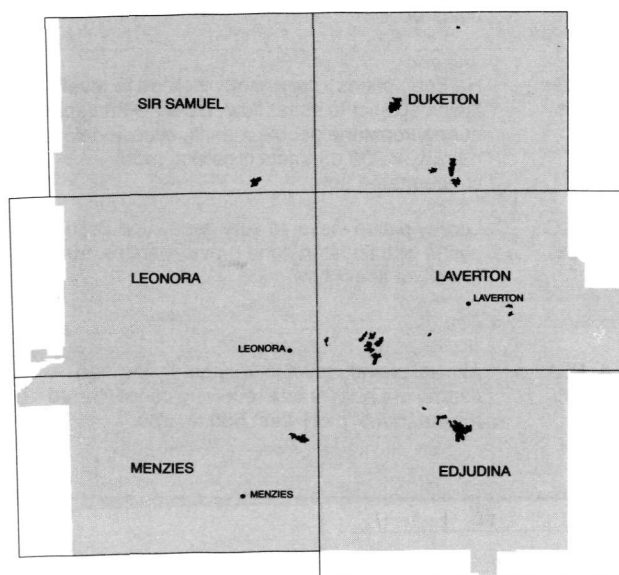 SIR SAMUEL
DUKETON
LEONORA
LAVERTON
LAVERTON
LEONORA
MENZIES
EDJUDINA
MENZIES